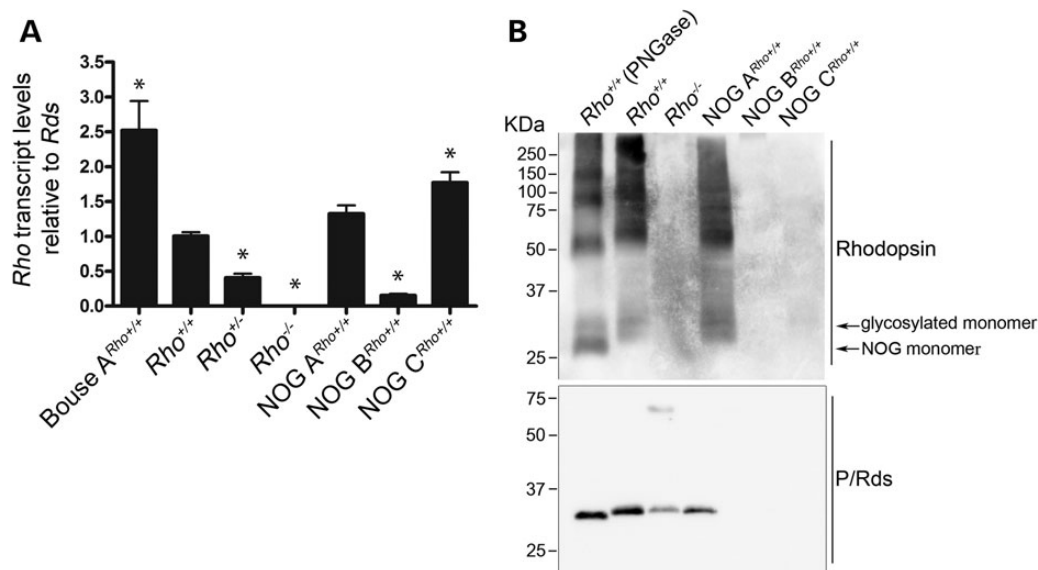 A
Rho transcript levels
relative to Rds
3.5
3.0
2.5
2.0
1.5
1.0
0.5
0.0
*
*
*
*
*
Bouse A^Rho+/+
Rho^+/+
Rho^+/-
Rho^-/-
NOG A^Rho+/+
NOG B^Rho+/+
NOG C^Rho+/+
B
Rho^+/+ (PNGase)
Rho^+/+
Rho^-/-
NOG A^Rho+/+
NOG B^Rho+/+
NOG C^Rho+/+
KDa
250
150
100
75
50
37
25
Rhodopsin
glycosylated monomer
NOG monomer
75
50
37
25
P/Rds